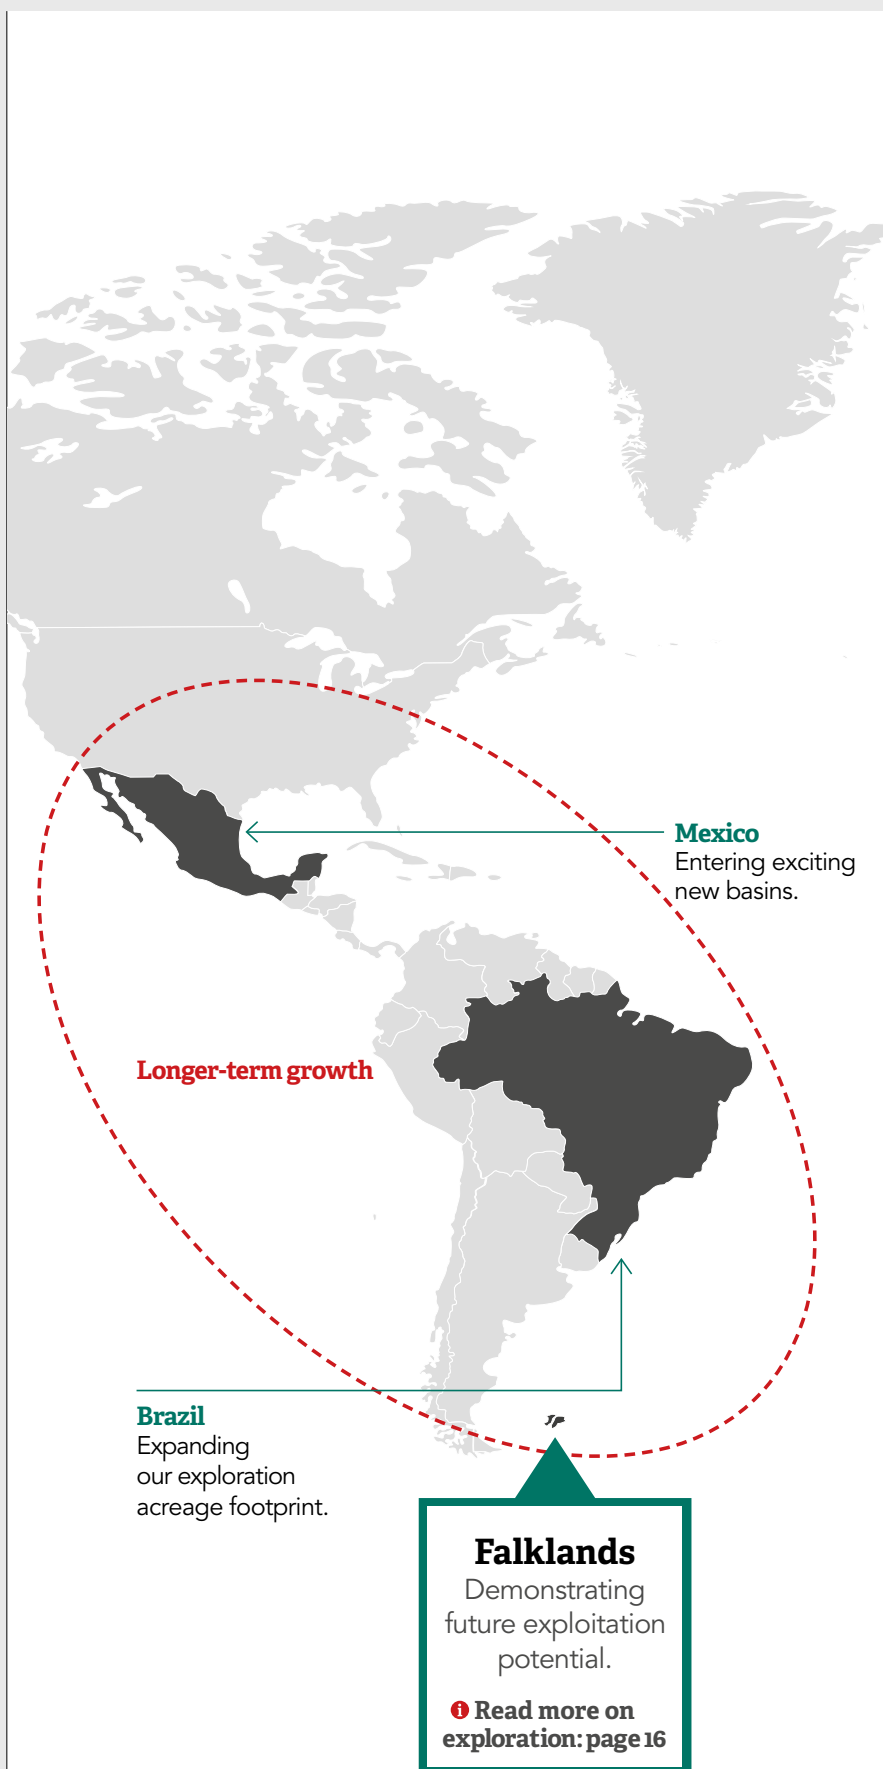 Mexico
Entering exciting
new basins.
Longer-term growth
Brazil
Expanding
our exploration
acreage footprint.
Falklands
Demonstrating
future exploitation
potential.
i Read more on
exploration: page 16